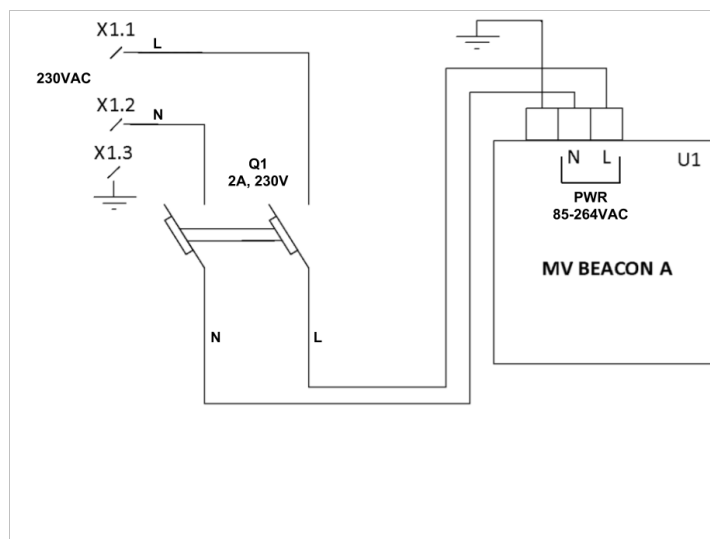 X1.1
L
230VAC
X1.2
N
X1.3
Q1
2A, 230V
N
L
N L
U1
PWR
85-264VAC
MV BEACON A